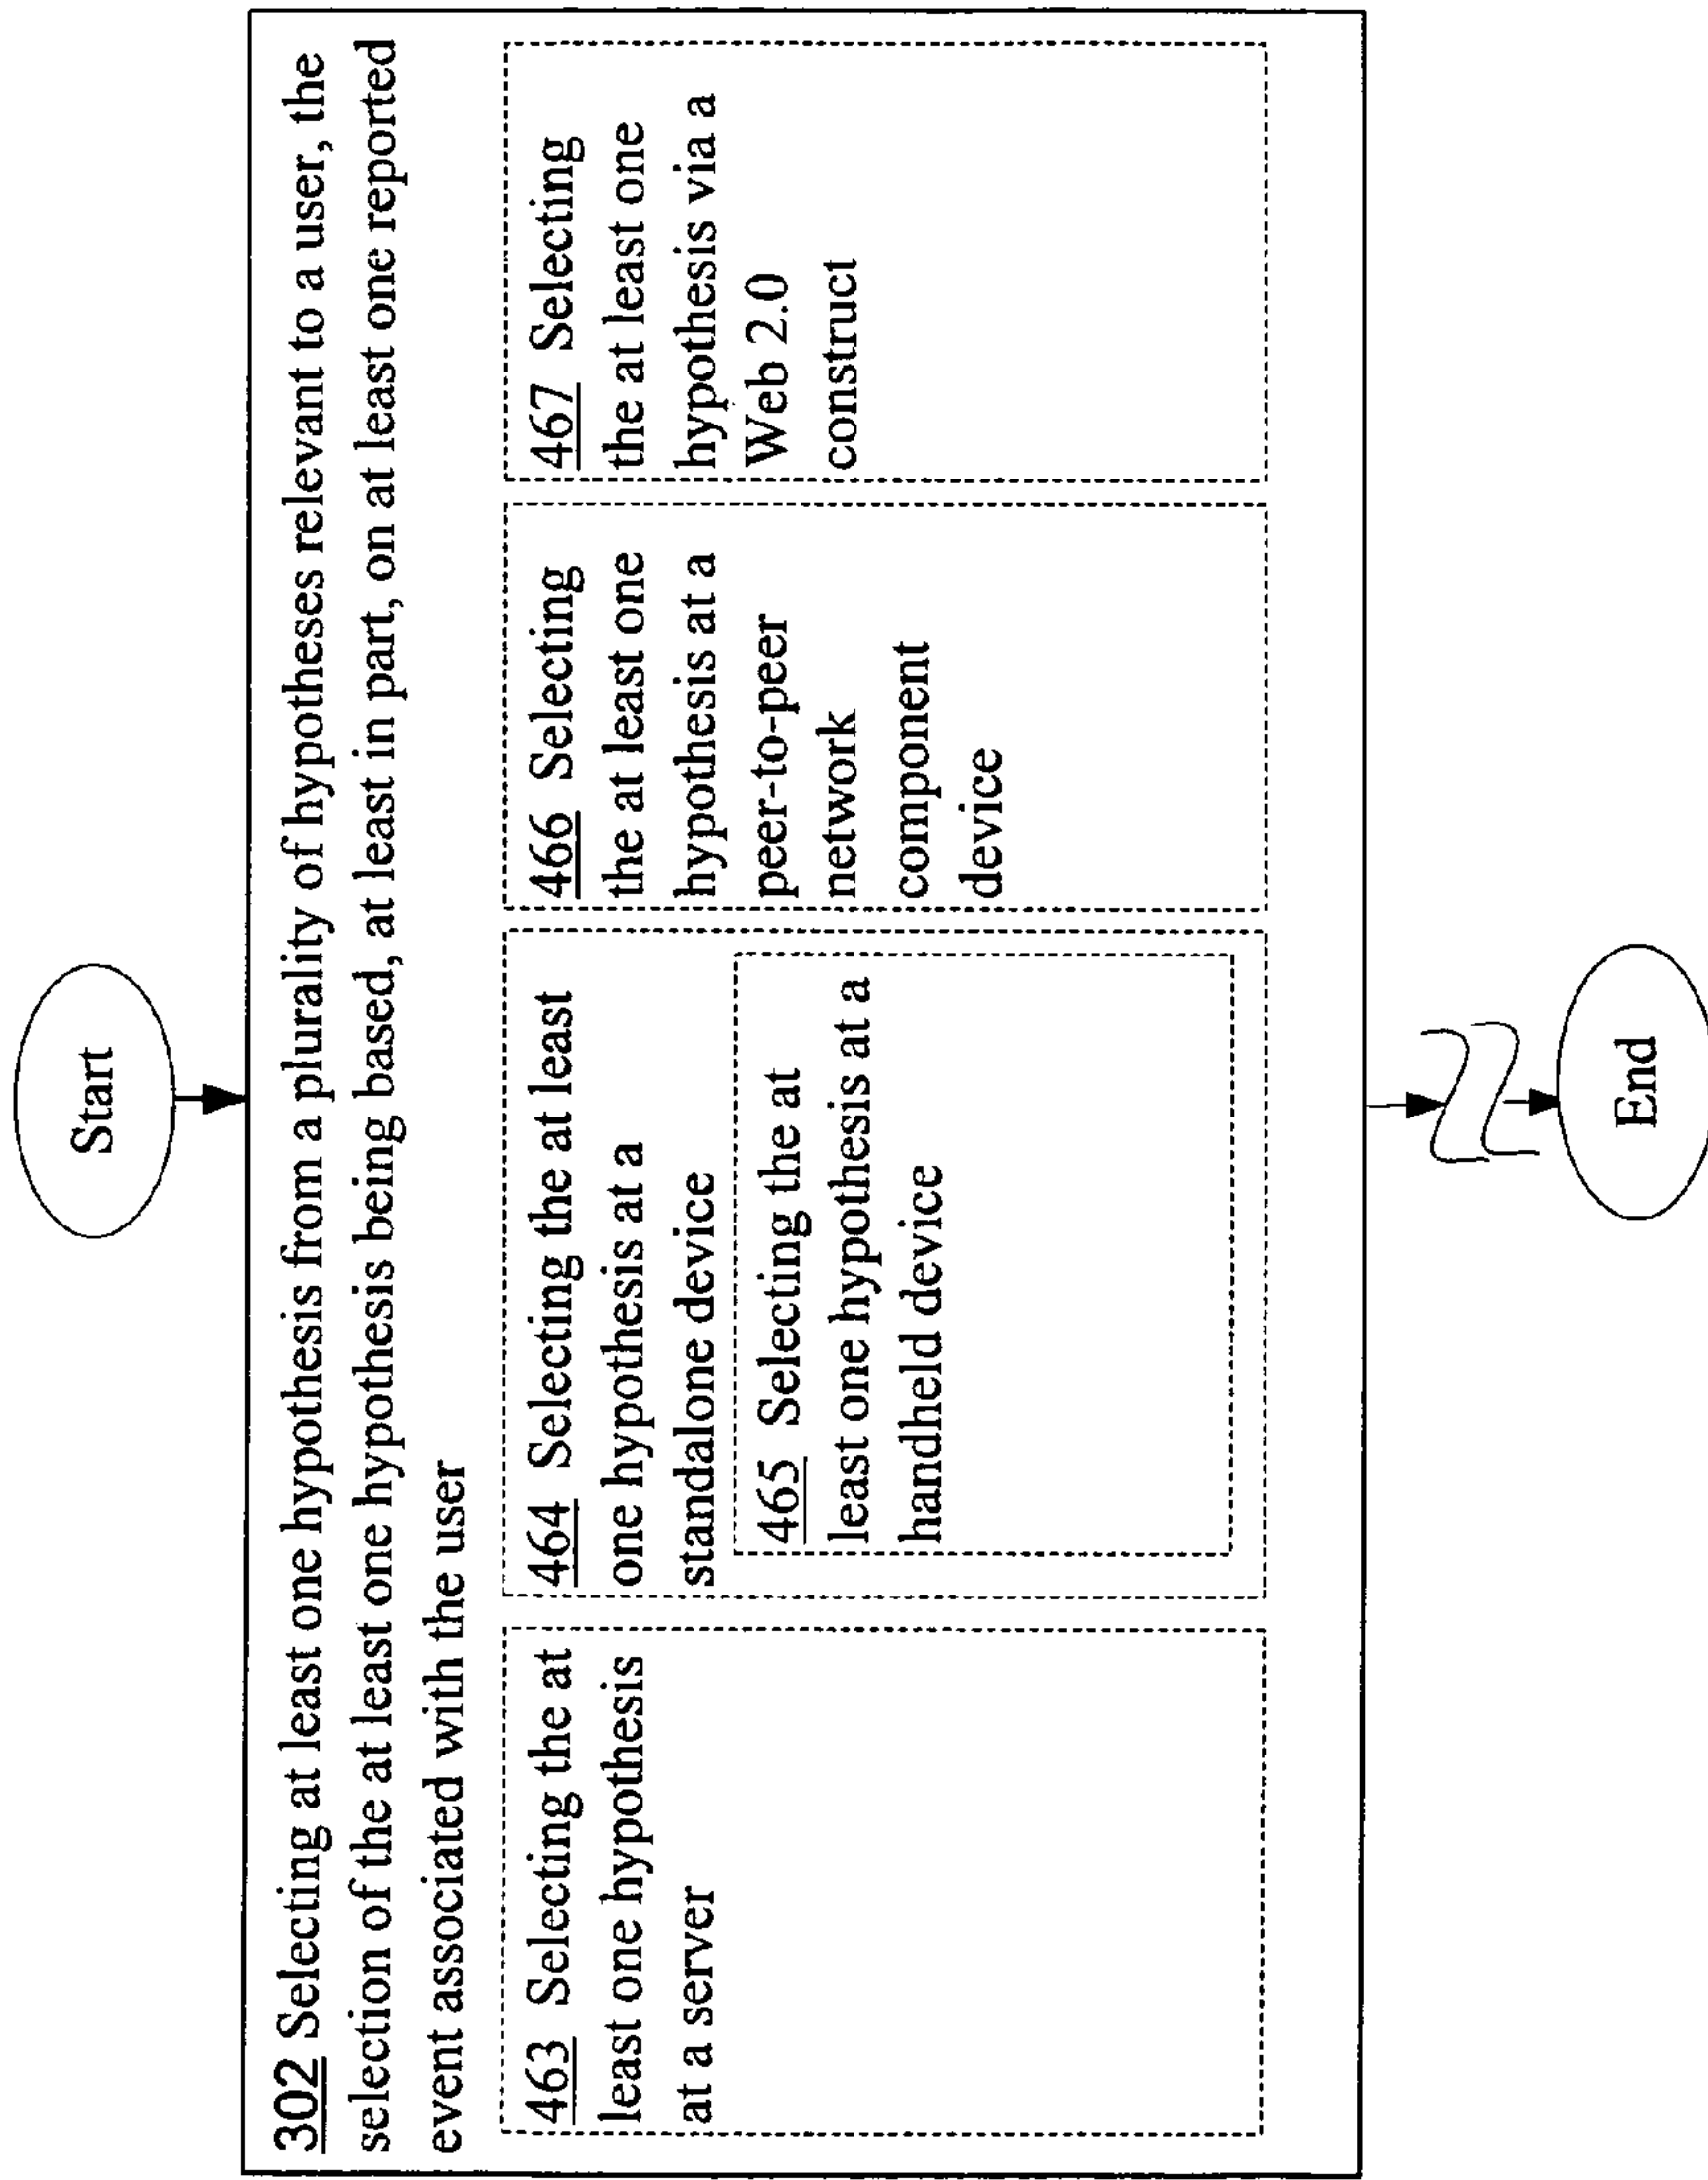 Start
302 Selecting at least one hypothesis from a plurality of hypotheses relevant to a user, the
selection of the at least one hypothesis being based, at least in part, on at least one reported
event associated with the user
463 Selecting the at
least one hypothesis
at a server
464 Selecting the at least
one hypothesis at a
standalone device
465 Selecting the at
least one hypothesis at a
handheld device
466 Selecting
the at least one
hypothesis at a
peer-to-peer
network
component
device
467 Selecting
the at least one
hypothesis via a
Web 2.0
construct
End